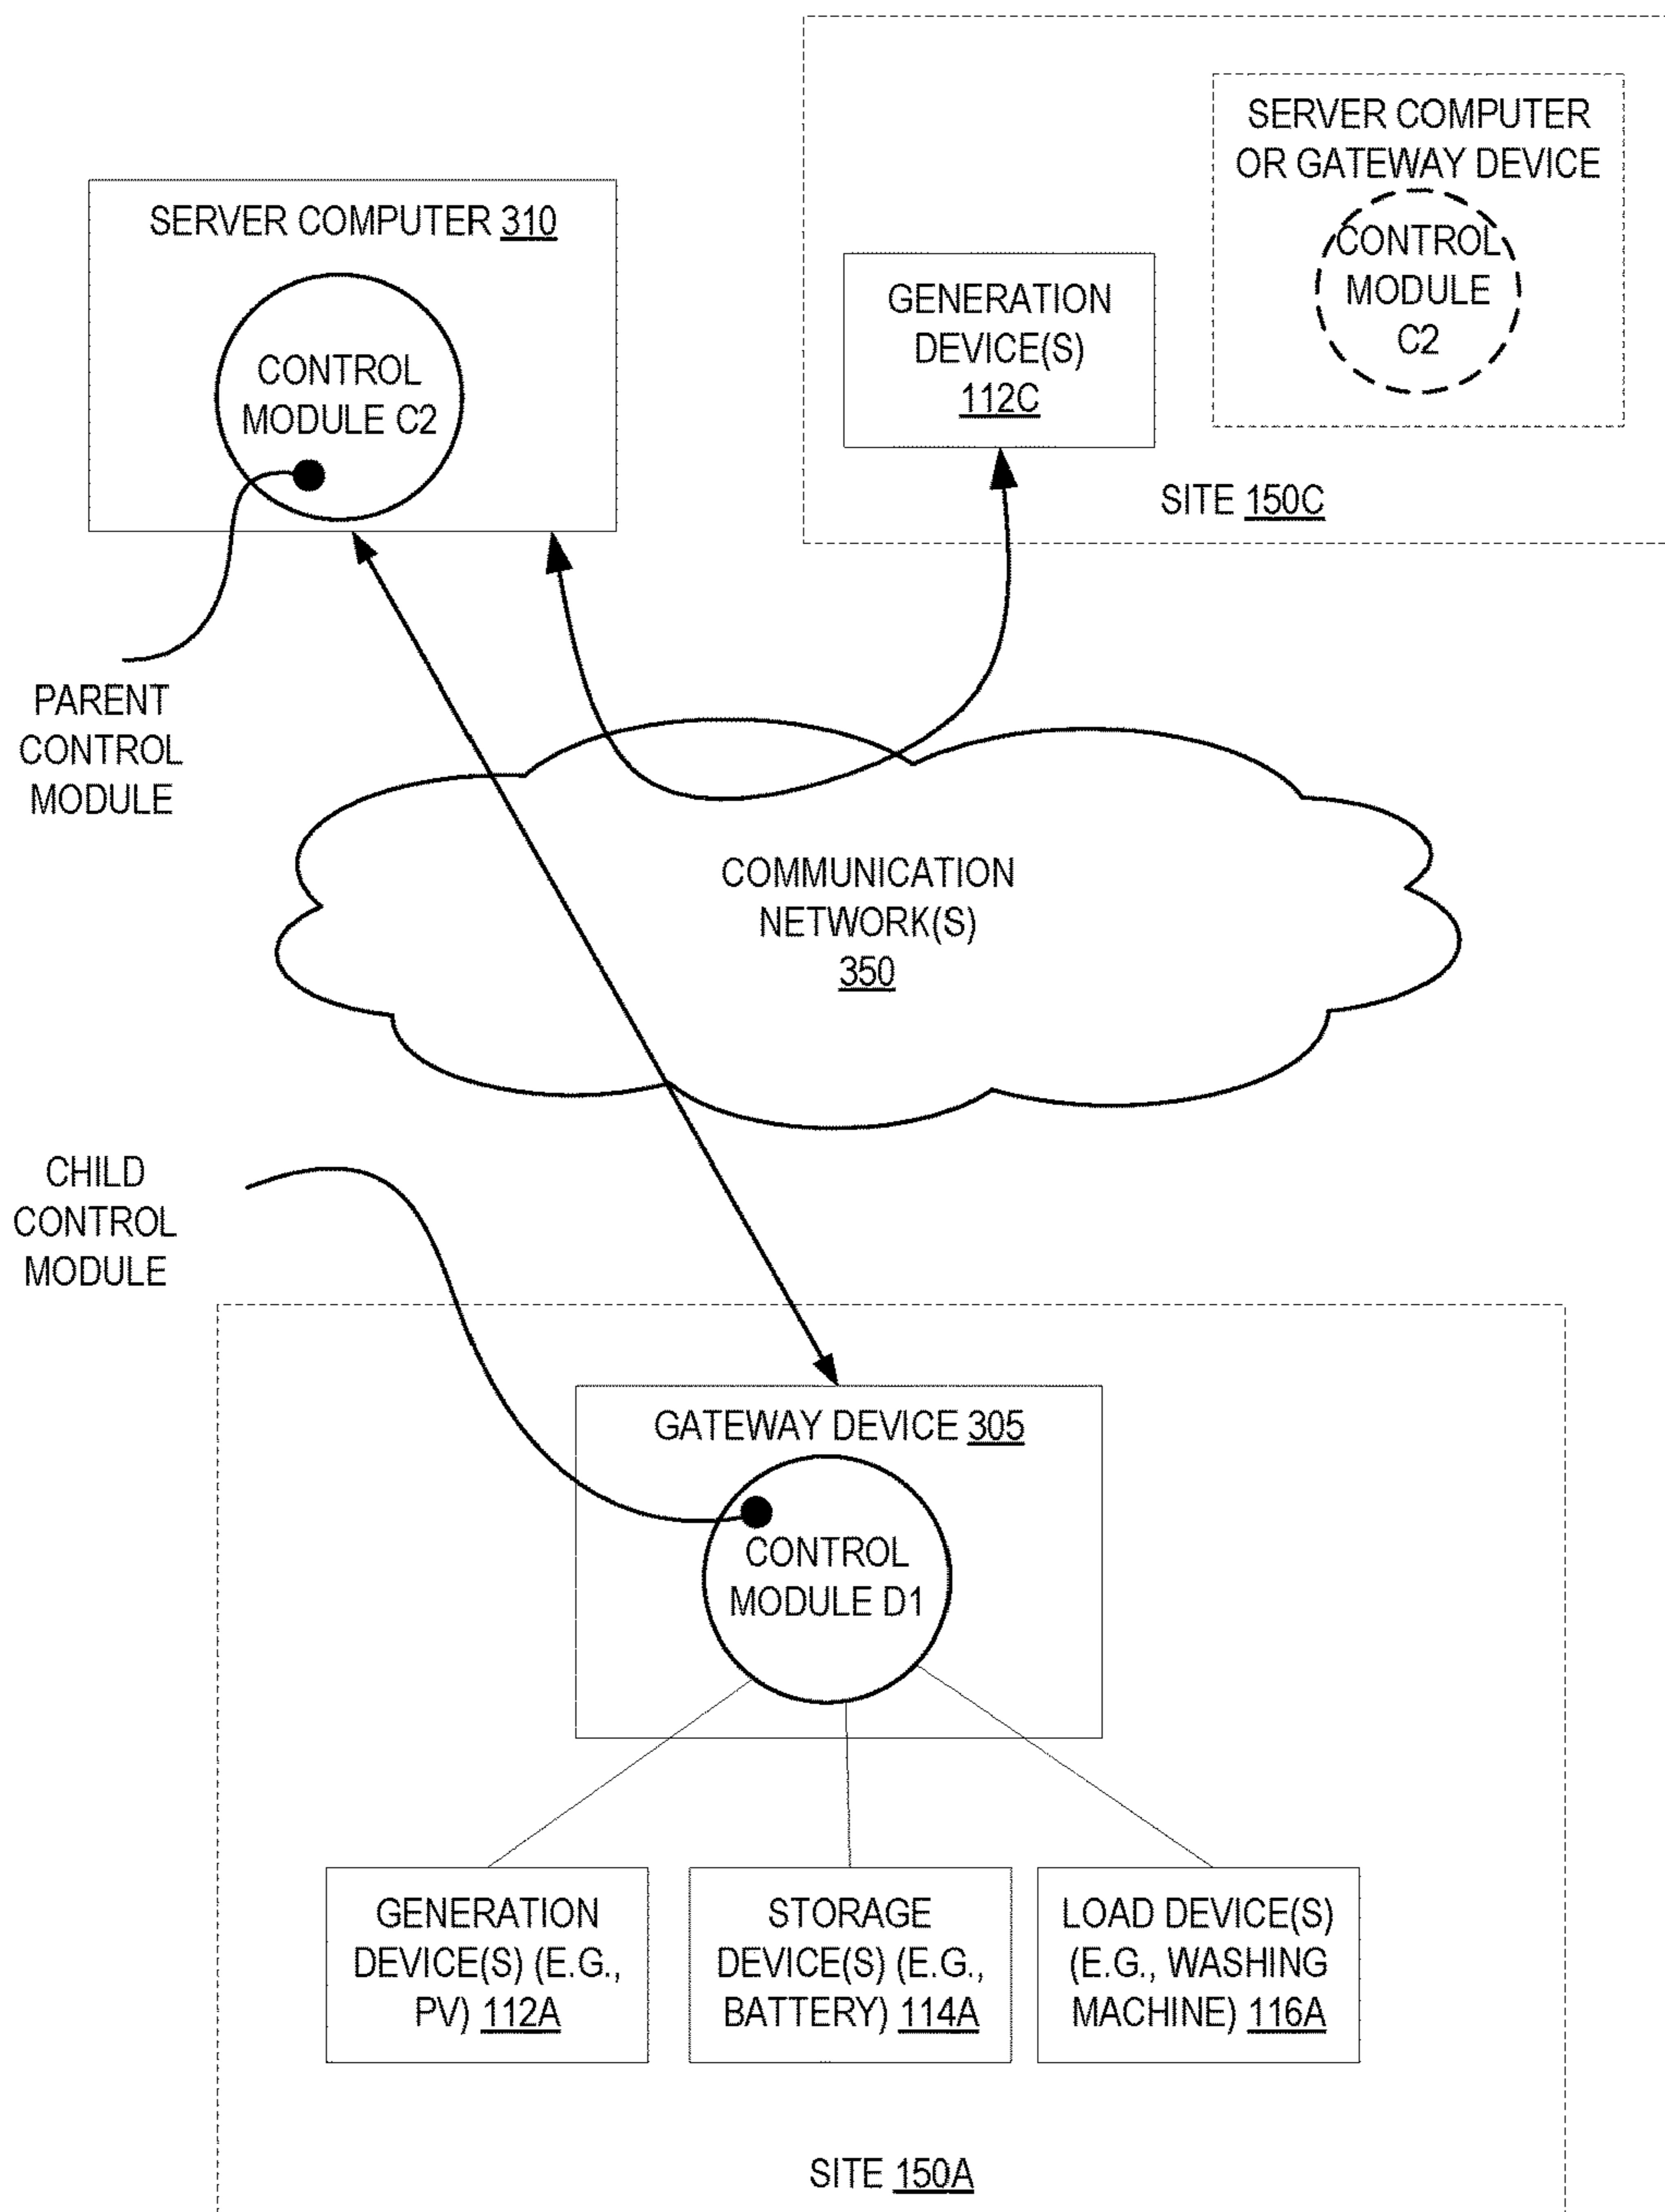 SERVER COMPUTER
OR GATEWAY DEVICE
CONTROL
MODULE
C2
SERVER COMPUTER 310
CONTROL
MODULE C2
GENERATION
DEVICE(S)
112C
SITE 150C
PARENT
CONTROL
MODULE
COMMUNICATION
NETWORK(S)
350
CHILD
CONTROL
MODULE
GATEWAY DEVICE 305
CONTROL
MODULE D1
GENERATION
DEVICE(S) (E.G.,
PV) 112A
STORAGE
DEVICE(S) (E.G.,
BATTERY) 114A
LOAD DEVICE(S)
(E.G., WASHING
MACHINE) 116A
SITE 150A